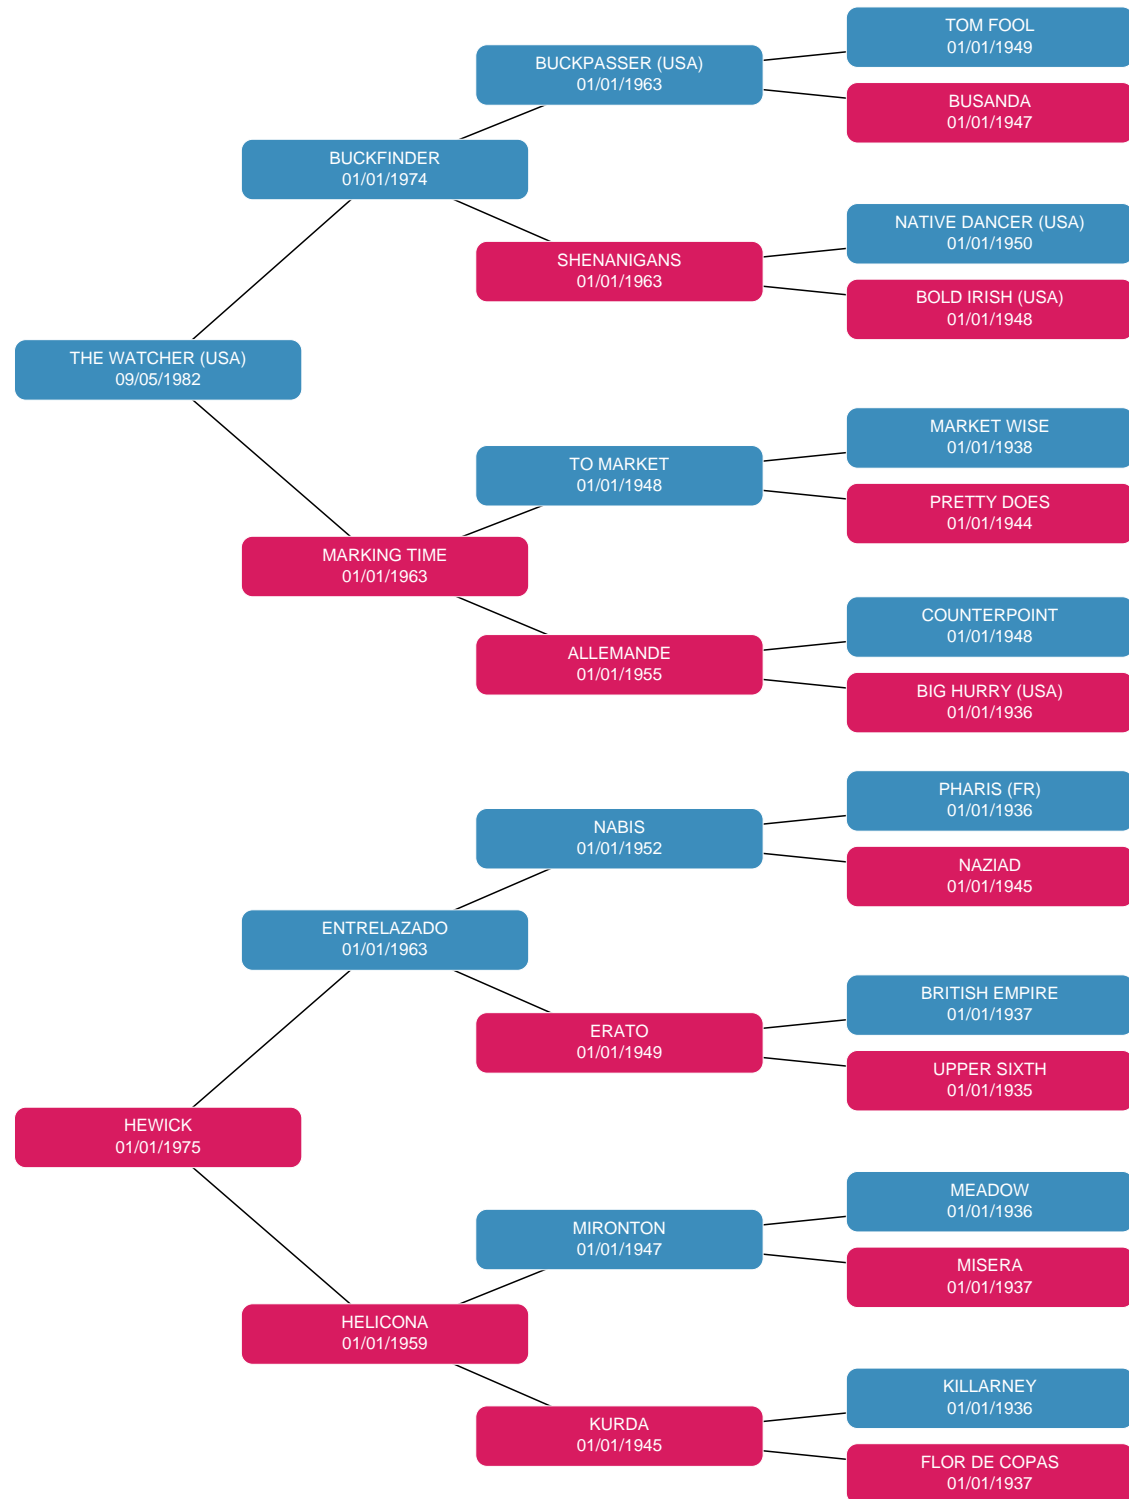 TOM FOOL
01/01/1949
BUCKPASSER (USA)
01/01/1963
BUSANDA
01/01/1947
BUCKFINDER
01/01/1974
NATIVE DANCER (USA)
01/01/1950
SHENANIGANS
01/01/1963
BOLD IRISH (USA)
01/01/1948
THE WATCHER (USA)
09/05/1982
MARKET WISE
01/01/1938
TO MARKET
01/01/1948
PRETTY DOES
01/01/1944
MARKING TIME
01/01/1963
COUNTERPOINT
01/01/1948
ALLEMANDE
01/01/1955
BIG HURRY (USA)
01/01/1936
PHARIS (FR)
01/01/1936
NABIS
01/01/1952
NAZIAD
01/01/1945
ENTRELAZADO
01/01/1963
BRITISH EMPIRE
01/01/1937
ERATO
01/01/1949
UPPER SIXTH
01/01/1935
HEWICK
01/01/1975
MEADOW
01/01/1936
MIRONTON
01/01/1947
MISERA
01/01/1937
HELICONA
01/01/1959
KILLARNEY
01/01/1936
KURDA
01/01/1945
FLOR DE COPAS
01/01/1937